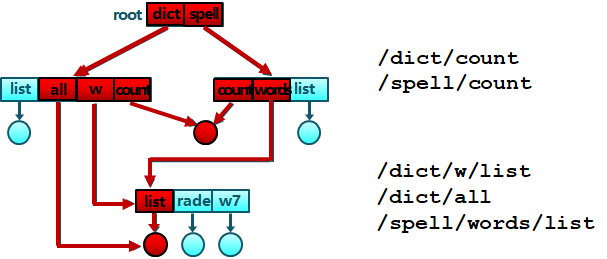 root dict spell
/dict/count
/spell/count
list all w count
count words list
/dict/w/list
/dict/all
/spell/words/list
list rade w7